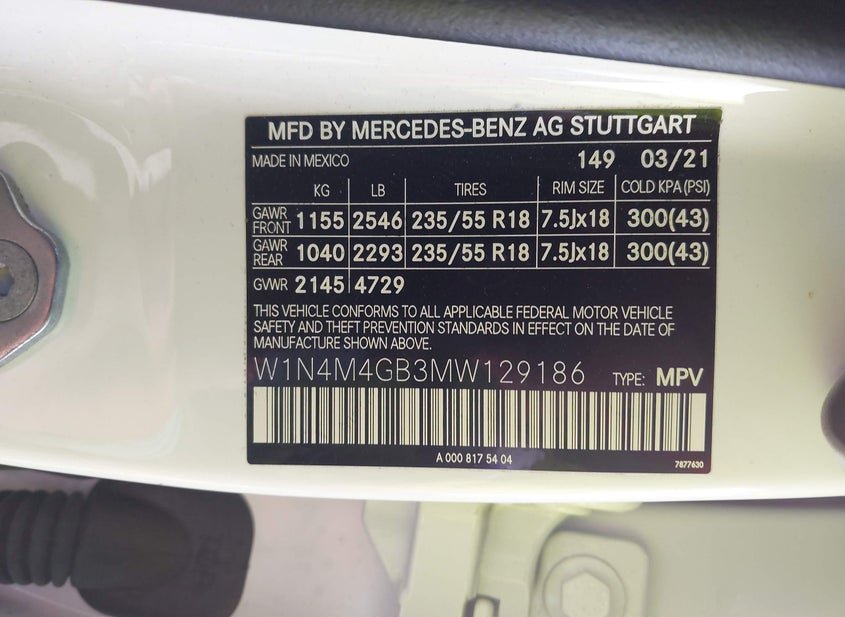 MFD BY MERCEDES-BENZ AG STUTTGART
MADE IN MEXICO 149 03/21
KG LB TIRES RIM SIZE COLD KPA(PSI)
GAWR FRONT 1155 2546 235/55 R18 7.5Jx18 300(43)
GAWR REAR 1040 2293 235/55 R18 7.5Jx18 300(43)
GVWR 2145 4729
THIS VEHICLE CONFORMS TO ALL APPLICABLE FEDERAL MOTOR VEHICLE
SAFETY AND THEFT PREVENTION STANDARDS IN EFFECT ON THE DATE OF
MANUFACTURE SHOWN ABOVE.
W1N4M4GB3MW129186 TYPE: MPV
A 000 817 54 04
7877630